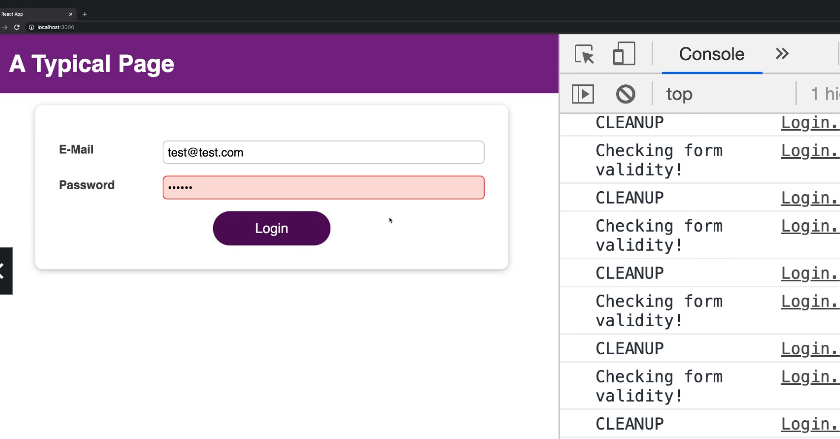 React App
localhost:3000
A Typical Page
E-Mail
test@test.com
Password
••••••
Login
Console
top
1 hi
CLEANUP Login.
Checking form Login.
validity!
CLEANUP Login.
Checking form Login.
validity!
CLEANUP Login.
Checking form Login.
validity!
CLEANUP Login.
Checking form Login.
validity!
CLEANUP Login.